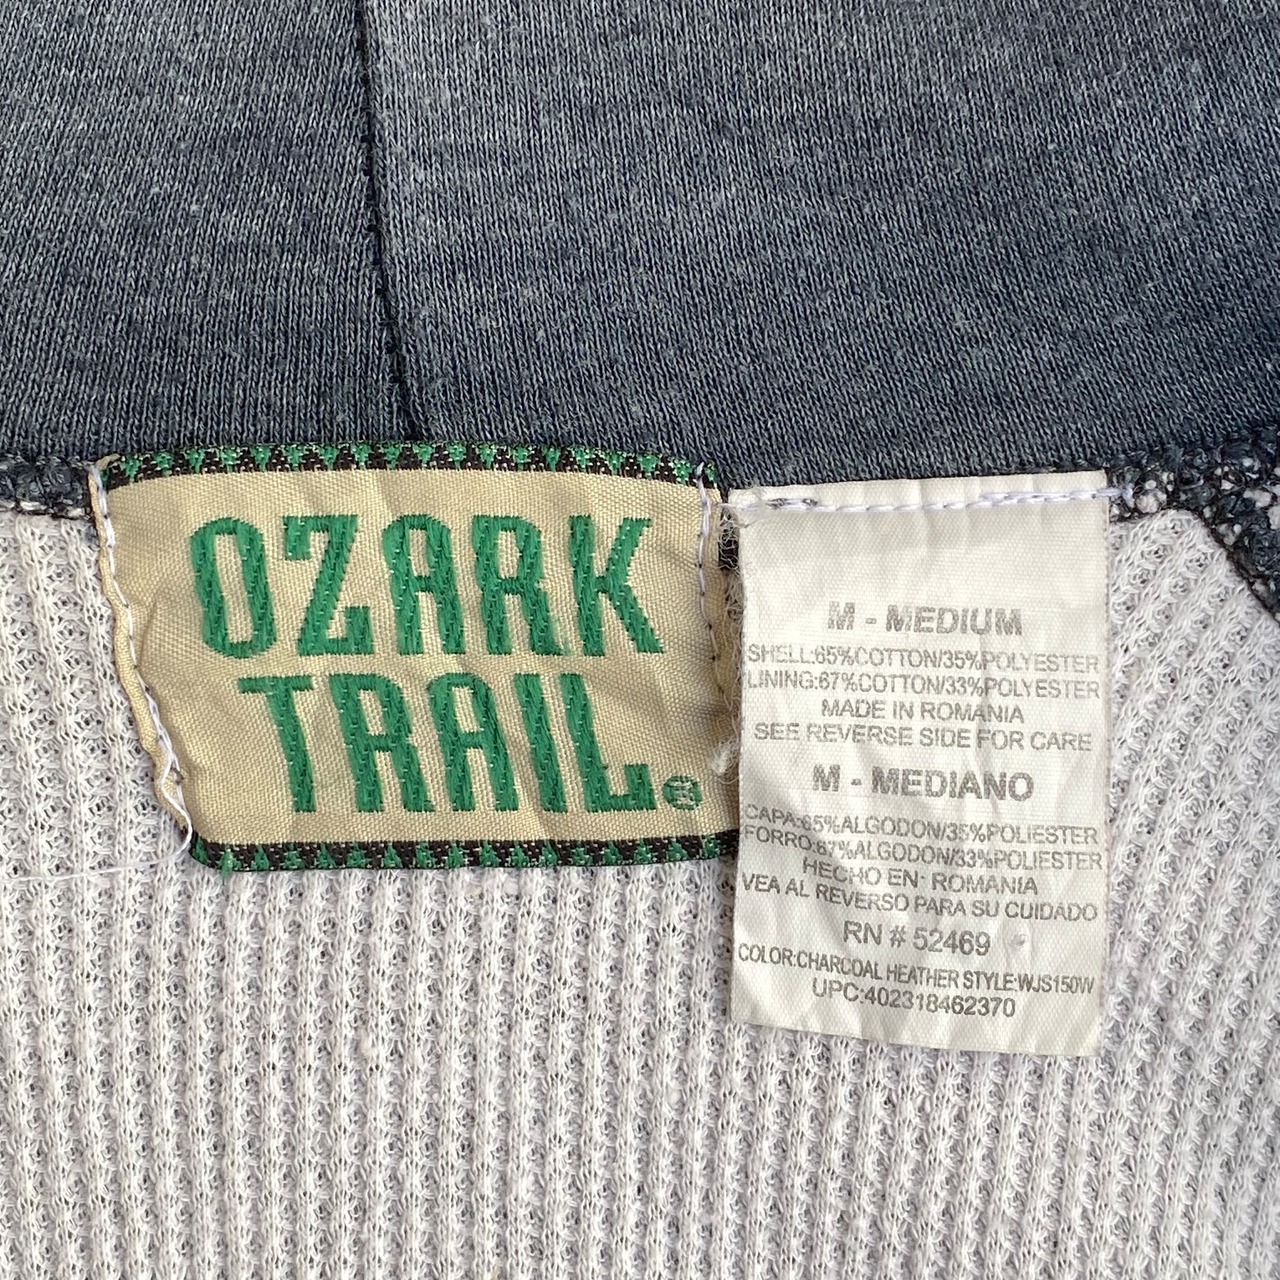 OZARK
TRAIL®
M - MEDIUM
SHELL:65%COTTON/35%POLYESTER
LINING:67%COTTON/33%POLYESTER
MADE IN ROMANIA
SEE REVERSE SIDE FOR CARE
M - MEDIANO
CAPA:65%ALGODON/35%POLIESTER
FORRO:67%ALGODON/33%POLIESTER
HECHO EN ROMANIA
VEA AL REVERSO PARA SU CUIDADO
RN # 52469
COLOR:CHARCOAL HEATHER STYLE:WJS150W
UPC:402318462370